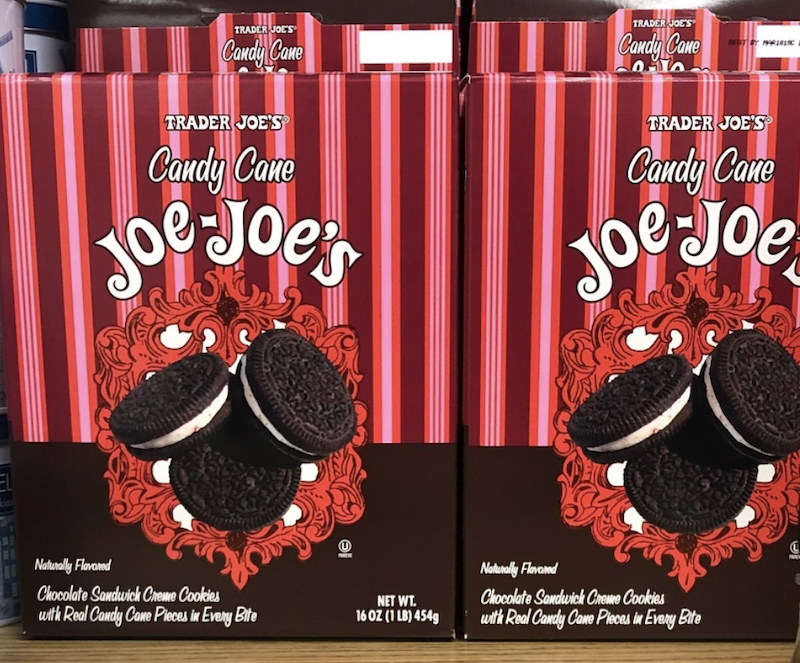 TRADER JOE'S
Candy Cane
TRADER JOE'S
Candy Cane
TRADER JOE'S®
Candy Cane
JOE-JOE'S
Naturally Flavored
Chocolate Sandwich Creme Cookies
with Real Candy Cane Pieces in Every Bite
U
PAREVE
NET WT.
16 OZ (1 LB) 454g
TRADER JOE'S®
Candy Cane
JOE-JOE'S
Naturally Flavored
Chocolate Sandwich Creme Cookies
with Real Candy Cane Pieces in Every Bite
U